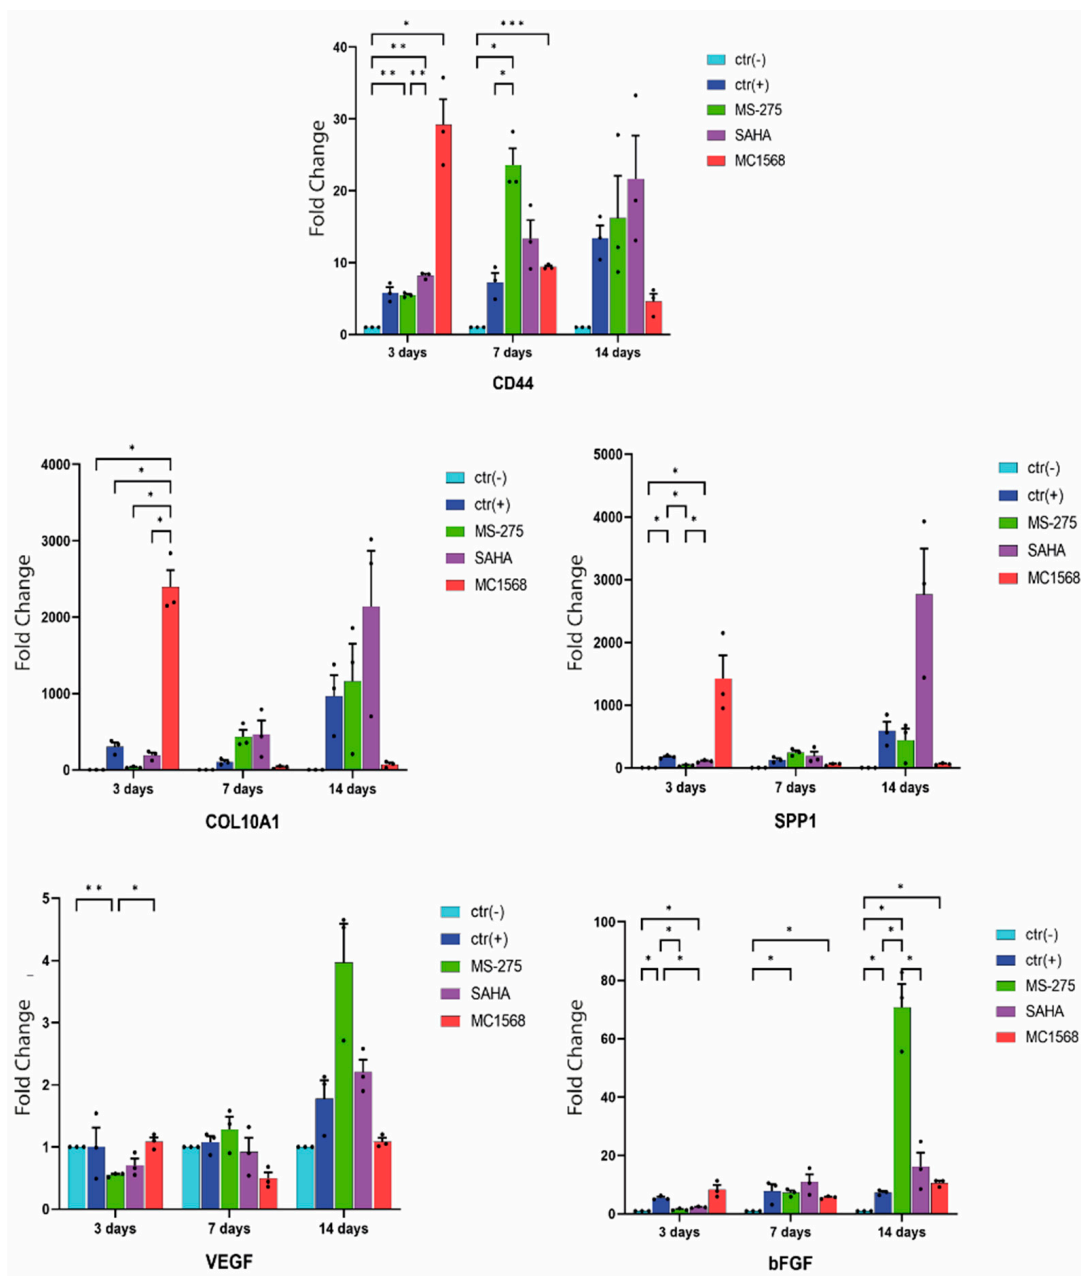 * ***
** *
** ** *
40
30
20
10
0
Fold Change
3 days 7 days 14 days
CD44
ctr(-)
ctr(+)
MS-275
SAHA
MC1568
*
*
*
*
4000
3000
2000
1000
0
Fold Change
3 days 7 days 14 days
COL10A1
ctr(-)
ctr(+)
MS-275
SAHA
MC1568
*
*
* *
5000
4000
3000
2000
1000
0
Fold Change
3 days 7 days 14 days
SPP1
ctr(-)
ctr(+)
MS-275
SAHA
MC1568
** *
5
4
3
2
1
0
Fold Change
3 days 7 days 14 days
VEGF
ctr(-)
ctr(+)
MS-275
SAHA
MC1568
*
* *
* * *
* * * * *
100
80
60
40
20
0
Fold Change
3 days 7 days 14 days
bFGF
ctr(-)
ctr(+)
MS-275
SAHA
MC1568